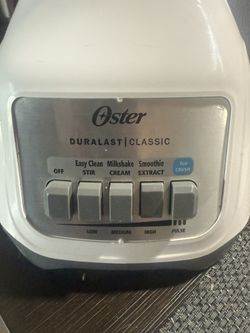 Oster
DURALAST | CLASSIC
Easy Clean Milkshake Smoothie Ice
OFF STIR CREAM EXTRACT CRUSH
LOW MEDIUM HIGH PULSE